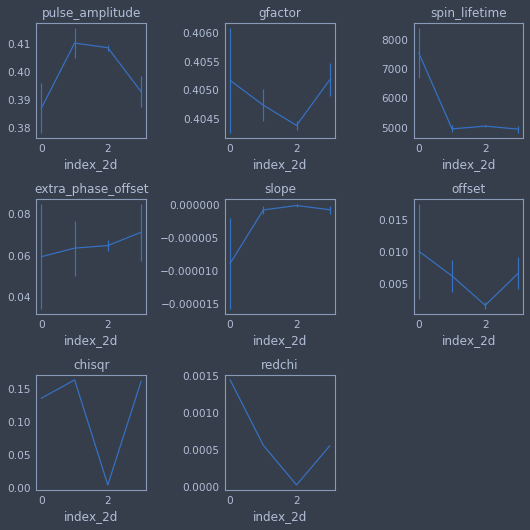 pulse_amplitude gfactor spin_lifetime
0.41 0.40 0.39 0.38
0 2
index_2d
0.4060 0.4055 0.4050 0.4045
0 2
index_2d
8000 7000 6000 5000
0 2
index_2d
extra_phase_offset slope offset
0.08 0.06 0.04
0 2
index_2d
0.000000 −0.000005 −0.000010 −0.000015
0 2
index_2d
0.015 0.010 0.005
0 2
index_2d
chisqr redchi
0.15 0.10 0.05 0.00
0 2
index_2d
0.0015 0.0010 0.0005 0.0000
0 2
index_2d